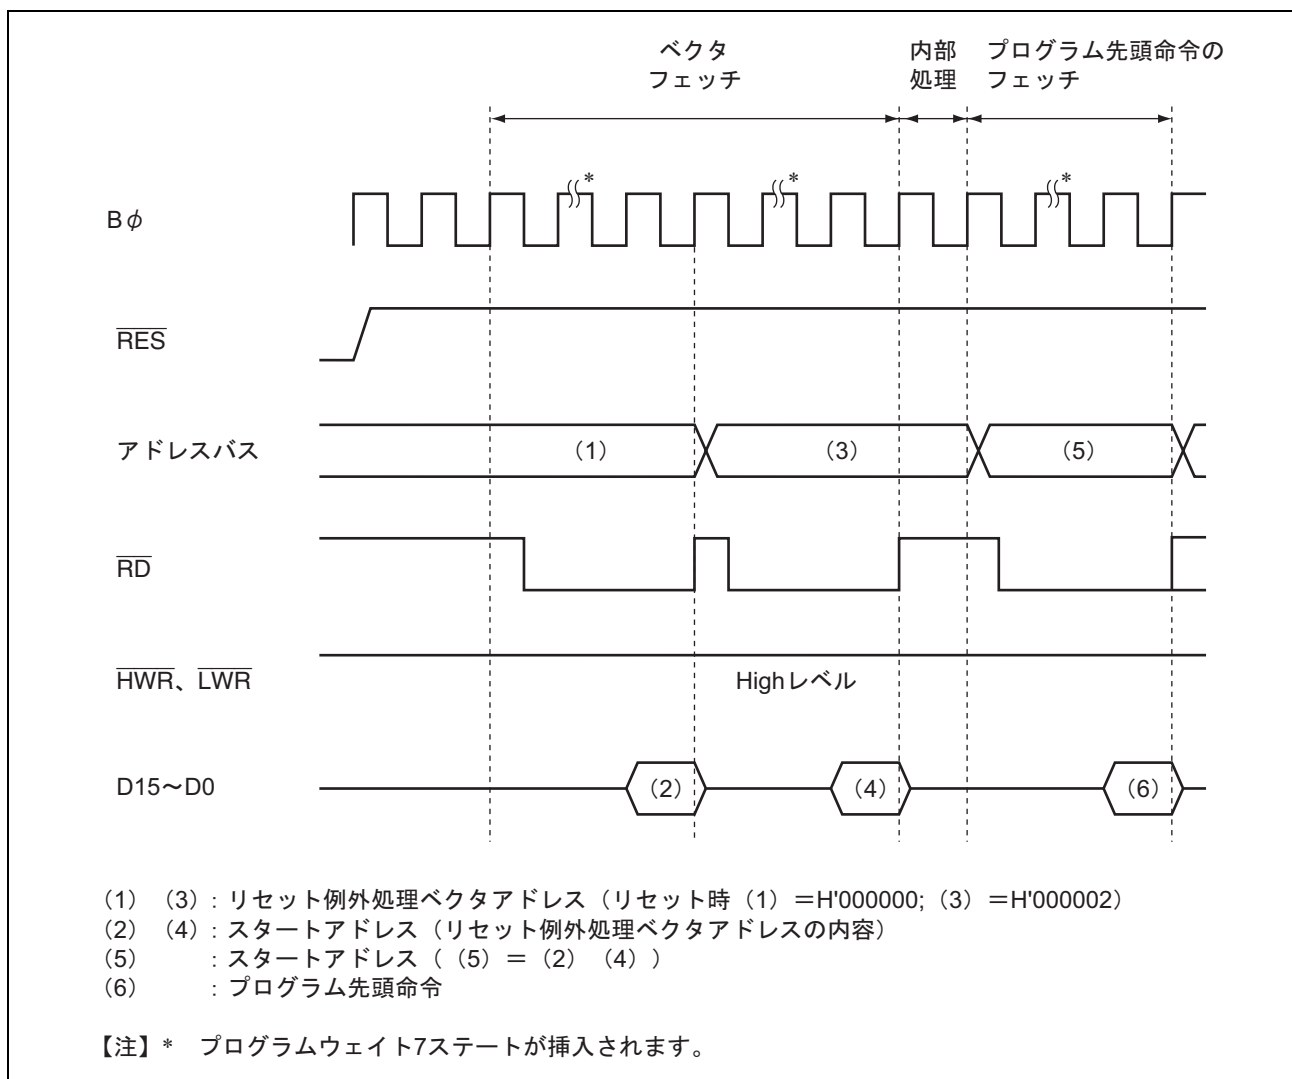 ベクタ
フェッチ
内部
処理
プログラム先頭命令の
フェッチ
* * *
Bφ
RES
アドレスバス (1) (3) (5)
RD
HWR、LWR Highレベル
D15～D0 (2) (4) (6)
（1）（3）: リセット例外処理ベクタアドレス（リセット時（1）＝H'000000;（3）＝H'000002）
（2）（4）: スタートアドレス（リセット例外処理ベクタアドレスの内容）
（5） : スタートアドレス（（5）＝（2）（4））
（6） : プログラム先頭命令
【注】* プログラムウェイト7ステートが挿入されます。